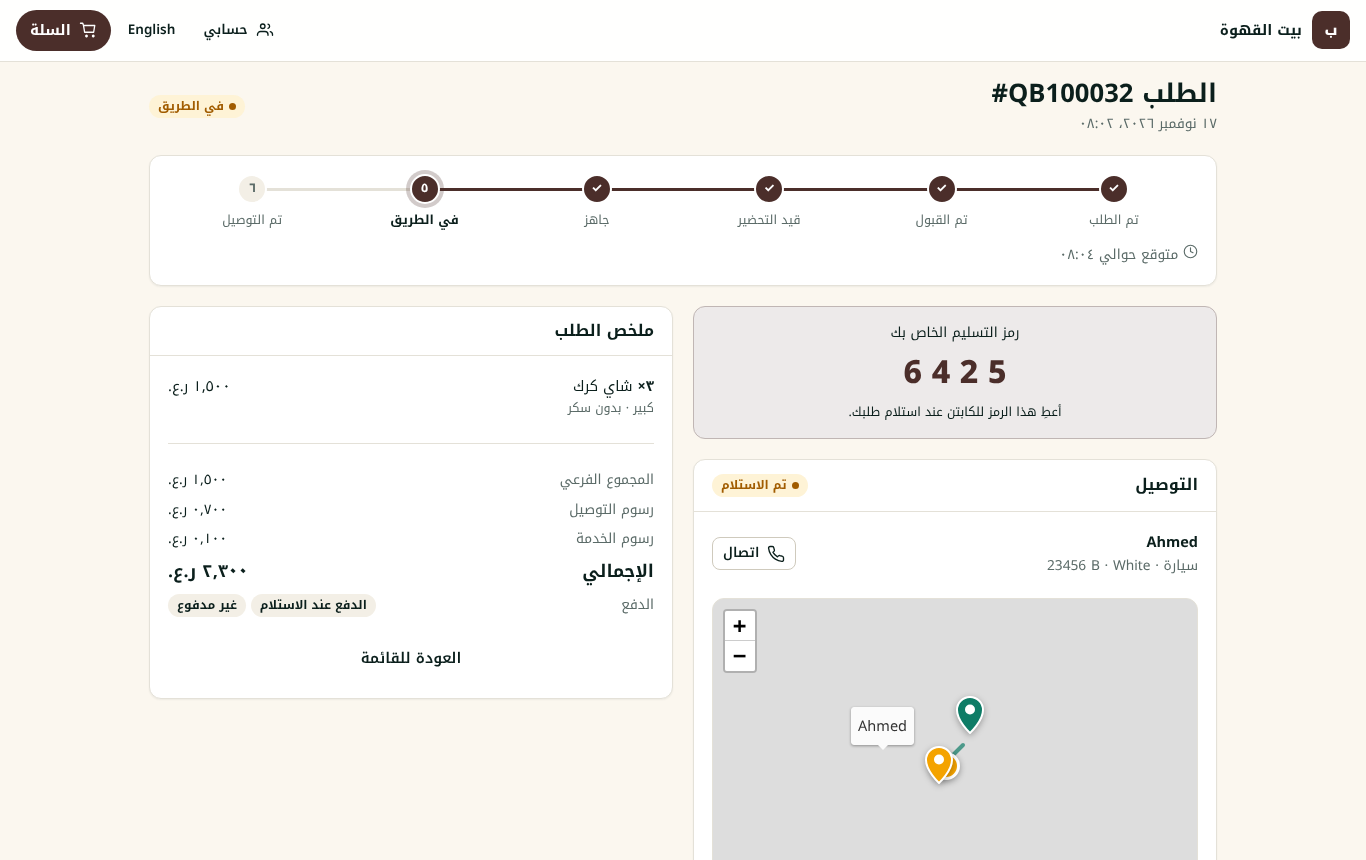 ب
بيت القهوة
حسابي
English
السلة
الطلب QB100032#
١٧ نوفمبر ٢٠٢٦، ٠٨:٠٢
في الطريق
تم الطلب
تم القبول
قيد التحضير
جاهز
٥
في الطريق
٦
تم التوصيل
متوقع حوالي ٠٨:٠٤
رمز التسليم الخاص بك
6425
أعطِ هذا الرمز للكابتن عند استلام طلبك.
التوصيل
تم الاستلام
Ahmed
سيارة · 23456 B · White
اتصال
+
−
Ahmed
ملخص الطلب
٣× شاي كرك
١,٥٠٠ ر.ع.
كبير · بدون سكر
المجموع الفرعي
١,٥٠٠ ر.ع.
رسوم التوصيل
٠,٧٠٠ ر.ع.
رسوم الخدمة
٠,١٠٠ ر.ع.
الإجمالي
٢,٣٠٠ ر.ع.
الدفع
الدفع عند الاستلام
غير مدفوع
العودة للقائمة